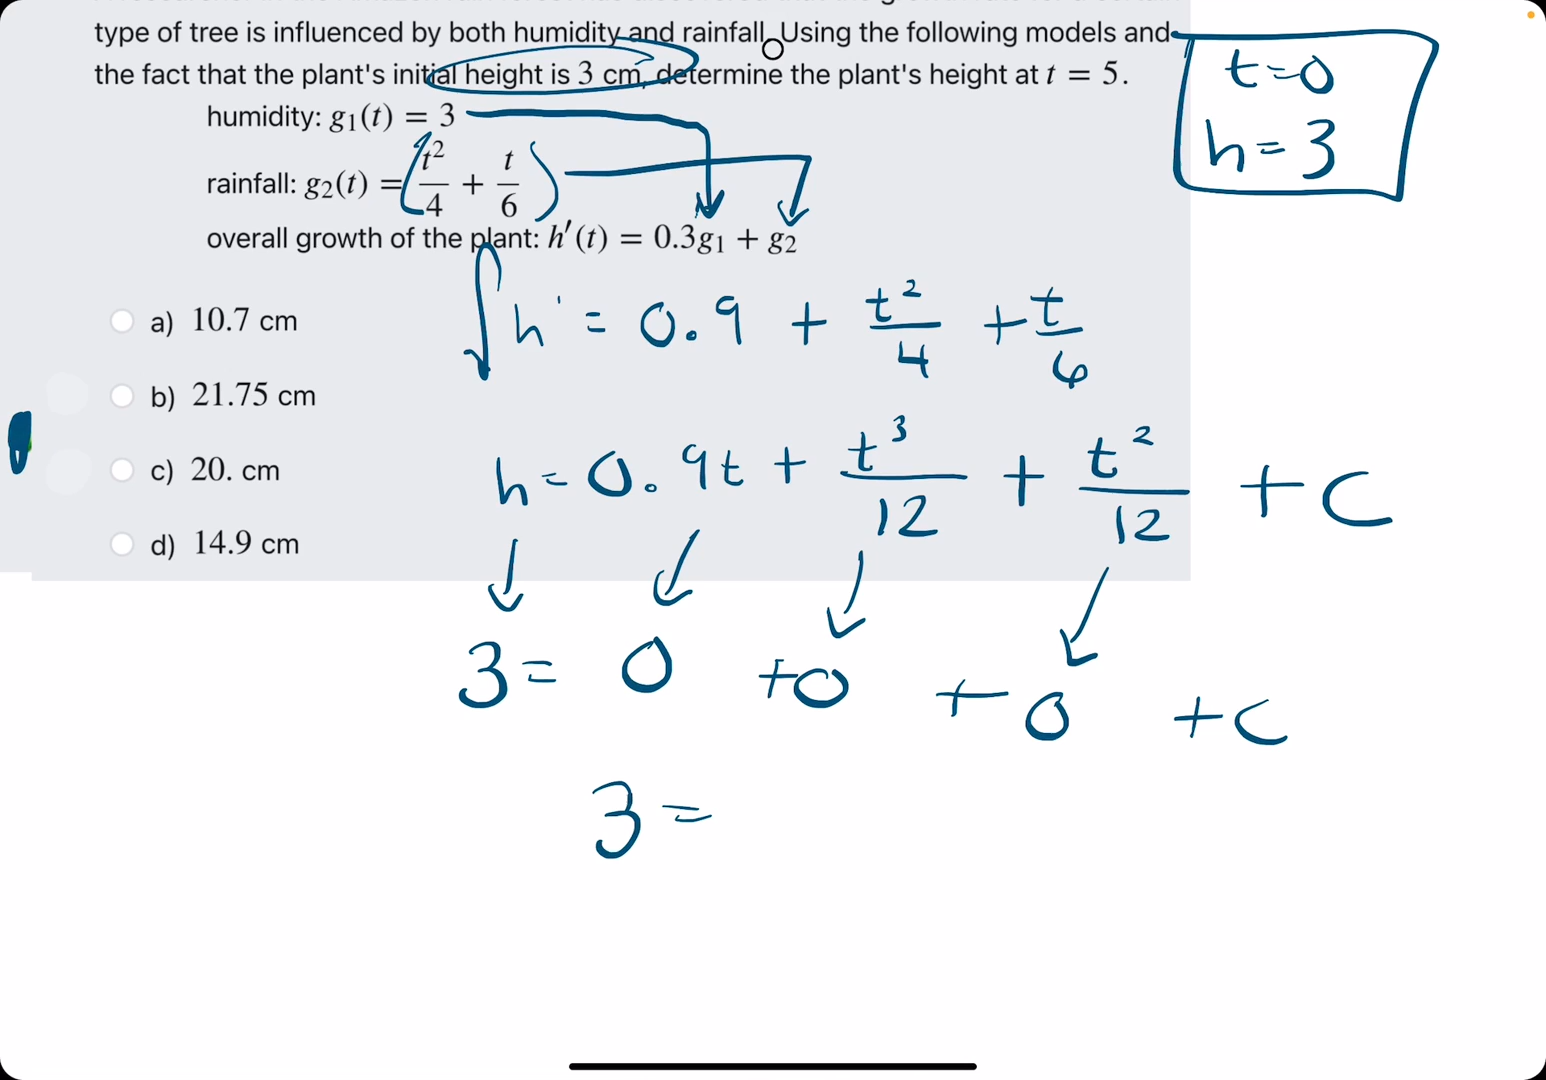 type of tree is influenced by both humidity and rainfall. Using the following models and
the fact that the plant's initial height is 3 cm, determine the plant's height at t = 5.
t=0
h=3
humidity: g₁(t) = 3
rainfall: g₂(t) = (t²/4 + t/6)
overall growth of the plant: h′(t) = 0.3g₁ + g₂
∫h' = 0.9 + t²/4 + t/6
a) 10.7 cm
b) 21.75 cm
c) 20. cm
d) 14.9 cm
h = 0.9t + t³/12 + t²/12 + C
3 = 0 + 0 + 0 + C
3 =